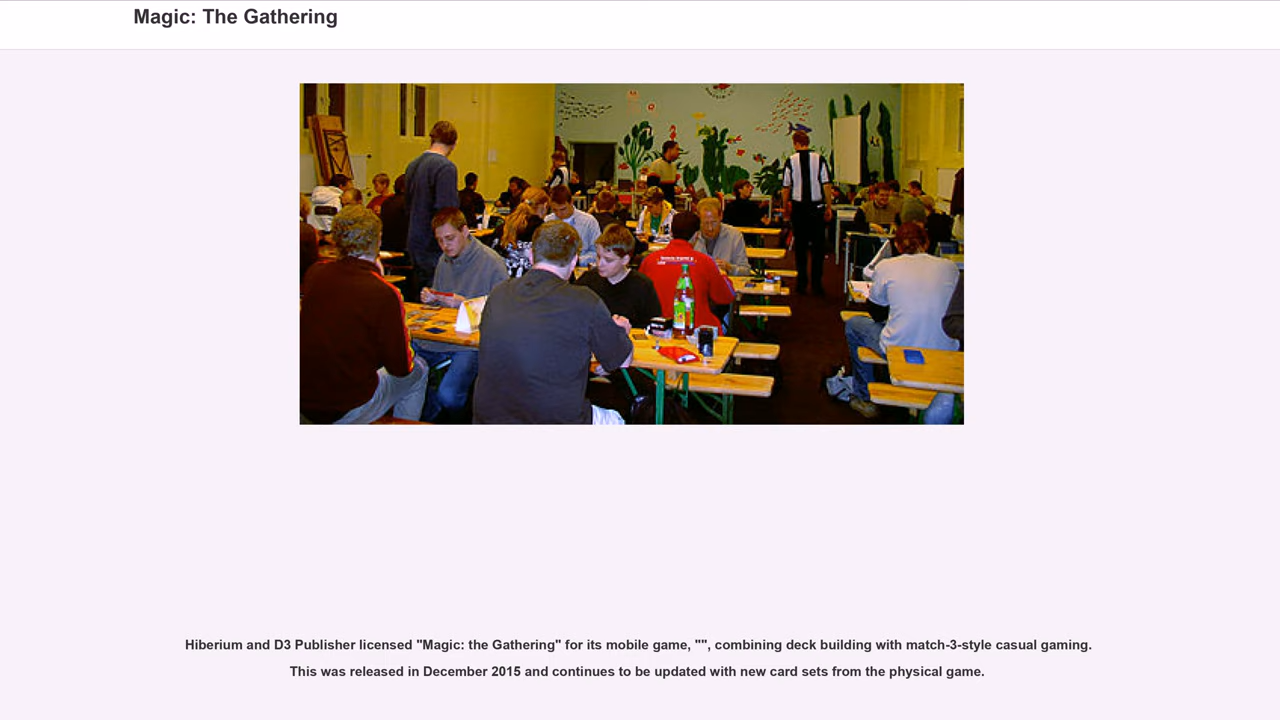 Magic: The Gathering
Hiberium and D3 Publisher licensed "Magic: the Gathering" for its mobile game, "", combining deck building with match-3-style casual gaming.
This was released in December 2015 and continues to be updated with new card sets from the physical game.